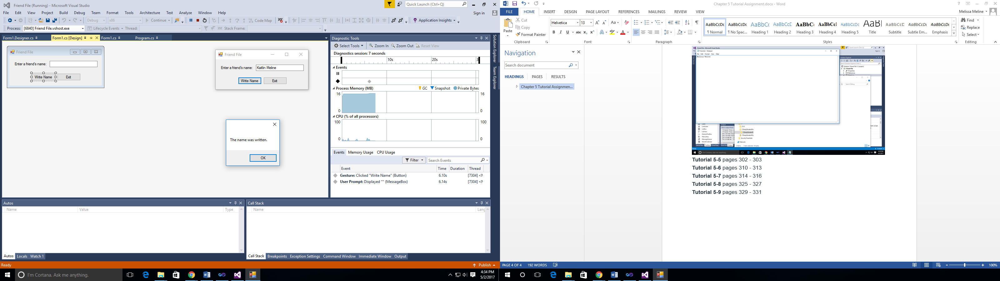 Friend File (Running) - Microsoft Visual Studio
Quick Launch (Ctrl+Q)
File Edit View Project Build Debug Team Format Tools Architecture Test Analyze Window Help
Sign in
Debug x86 Continue Code Map Application Insights
Process: [6840] Friend File.vshost.exe Lifecycle Events Thread: Stack Frame:
Form1.Designer.cs Form1.cs [Design] Form1.cs Program.cs
Friend File
Enter a friend's name:
Write Name Exit
Friend File
Enter a friend's name: Kaitlin Meline
Write Name Exit
The name was written.
OK
Diagnostic Tools
Select Tools Zoom In Zoom Out Reset View
Diagnostics session: 7 seconds
10s 20s 3
Events
Process Memory (MB) GC Snapshot Private Bytes
16 16
0 0
CPU (% of all processors)
100 100
0 0
Events Memory Usage CPU Usage
Filter Search Events
Event Time Duration Thread
Gesture: Clicked "Write Name" (Button) 6.10s [7304] <N
User Prompt: Displayed "" (MessageBox) 6.14s [7304] <N
Solution Explorer
Team Explorer
Autos
Name Value Type
Autos Locals Watch 1
Call Stack
Name Lang
Call Stack Breakpoints Exception Settings Command Window Immediate Window Output
Ready
Publish
I'm Cortana. Ask me anything.
4:34 PM
5/2/2017
Chapter 5 Tutorial Assignment.docx - Word
FILE HOME INSERT DESIGN PAGE LAYOUT REFERENCES MAILINGS REVIEW VIEW
Melissa Meline
Paste
Cut
Copy
Format Painter
Clipboard
Helvetica 13
Font
Paragraph
AaBbCcDc ¶ Normal
AaBbCcDc ¶ No Spac...
AaBbC( Heading 1
AaBbCcD Heading 2
AaBbC Heading 3
AaBbC Heading 4
AaBbCcD Heading 5
AaBl Title
AaBbCcD Subtitle
AaBbCcDc Subtle Em...
AaBbCcDc Emphasis
Styles
Find
Replace
Select
Editing
Navigation
Search document
HEADINGS PAGES RESULTS
Chapter 5 Tutorial Assignmen...
Melissa Meline
Tutorial 5-5 pages 302 - 303
Tutorial 5-6 pages 310 - 313
Tutorial 5-7 pages 314 - 316
Tutorial 5-8 pages 325 - 327
Tutorial 5-9 pages 329 - 331
PAGE 4 OF 4 192 WORDS
100%